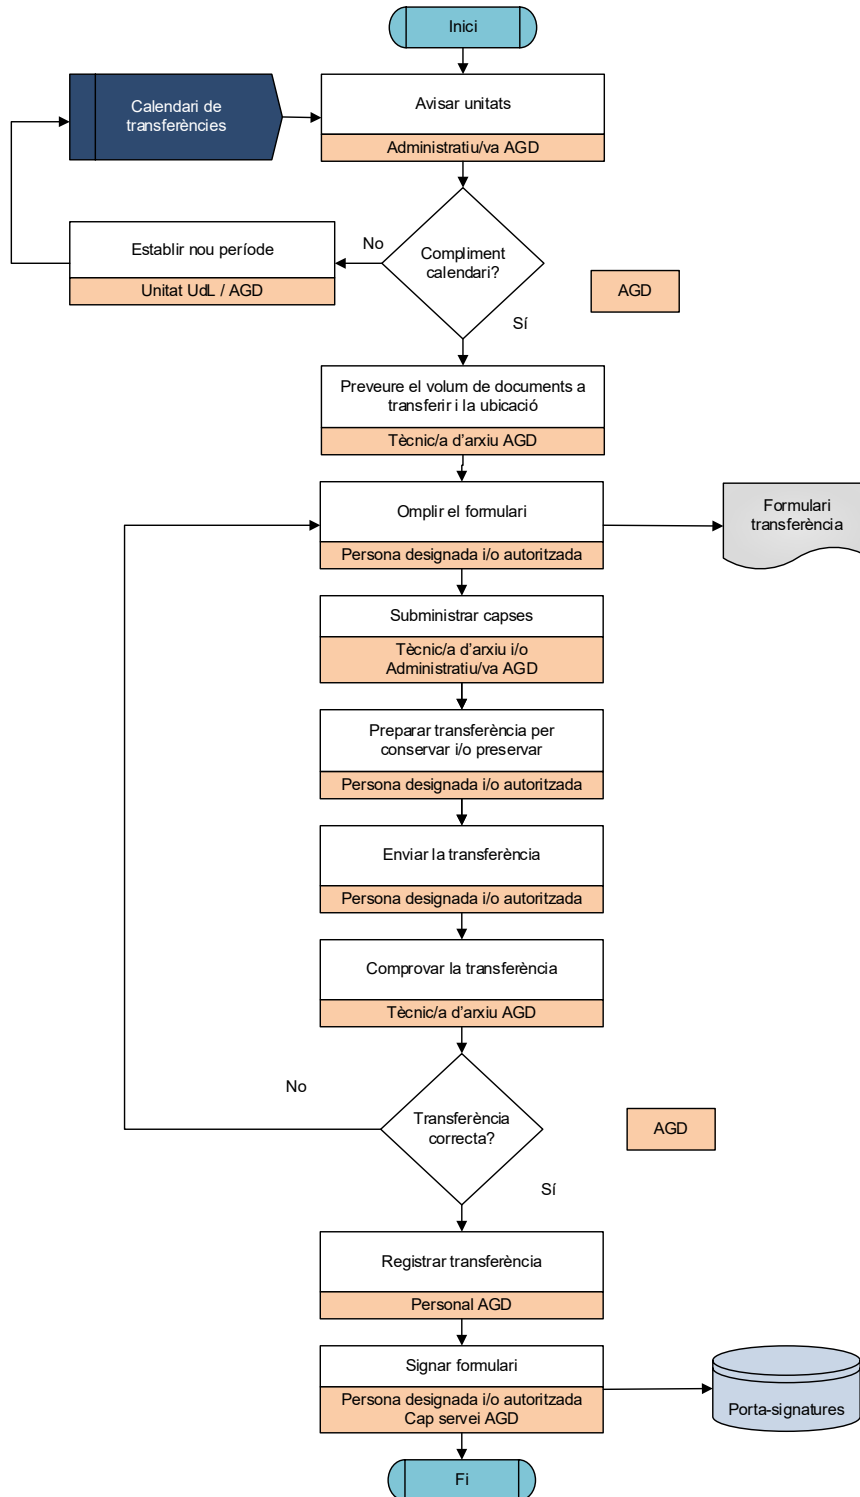 Inici
Calendari de
transferències
Avisar unitats
Administratiu/va AGD
No
Establir nou període
Unitat UdL / AGD
Compliment
calendari?
AGD
Sí
Preveure el volum de documents a
transferir i la ubicació
Tècnic/a d'arxiu AGD
Omplir el formulari
Persona designada i/o autoritzada
Formulari
transferència
Subministrar capses
Tècnic/a d'arxiu i/o
Administratiu/va AGD
Preparar transferència per
conservar i/o preservar
Persona designada i/o autoritzada
Enviar la transferència
Persona designada i/o autoritzada
Comprovar la transferència
Tècnic/a d'arxiu AGD
No
Transferència
correcta?
AGD
Sí
Registrar transferència
Personal AGD
Signar formulari
Persona designada i/o autoritzada
Cap servei AGD
Porta-signatures
Fi